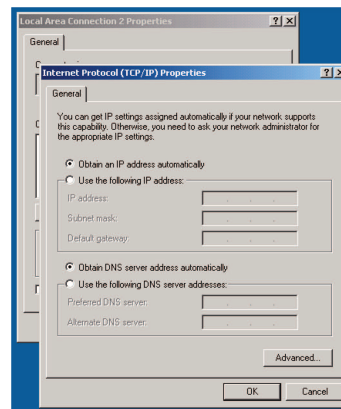 Local Area Connection 2 Properties
General
Internet Protocol (TCP/IP) Properties
General
You can get IP settings assigned automatically if your network supports
this capability. Otherwise, you need to ask your network administrator for
the appropriate IP settings.
Obtain an IP address automatically
Use the following IP address:
IP address:
Subnet mask:
Default gateway:
Obtain DNS server address automatically
Use the following DNS server addresses:
Preferred DNS server:
Alternate DNS server:
Advanced...
OK Cancel